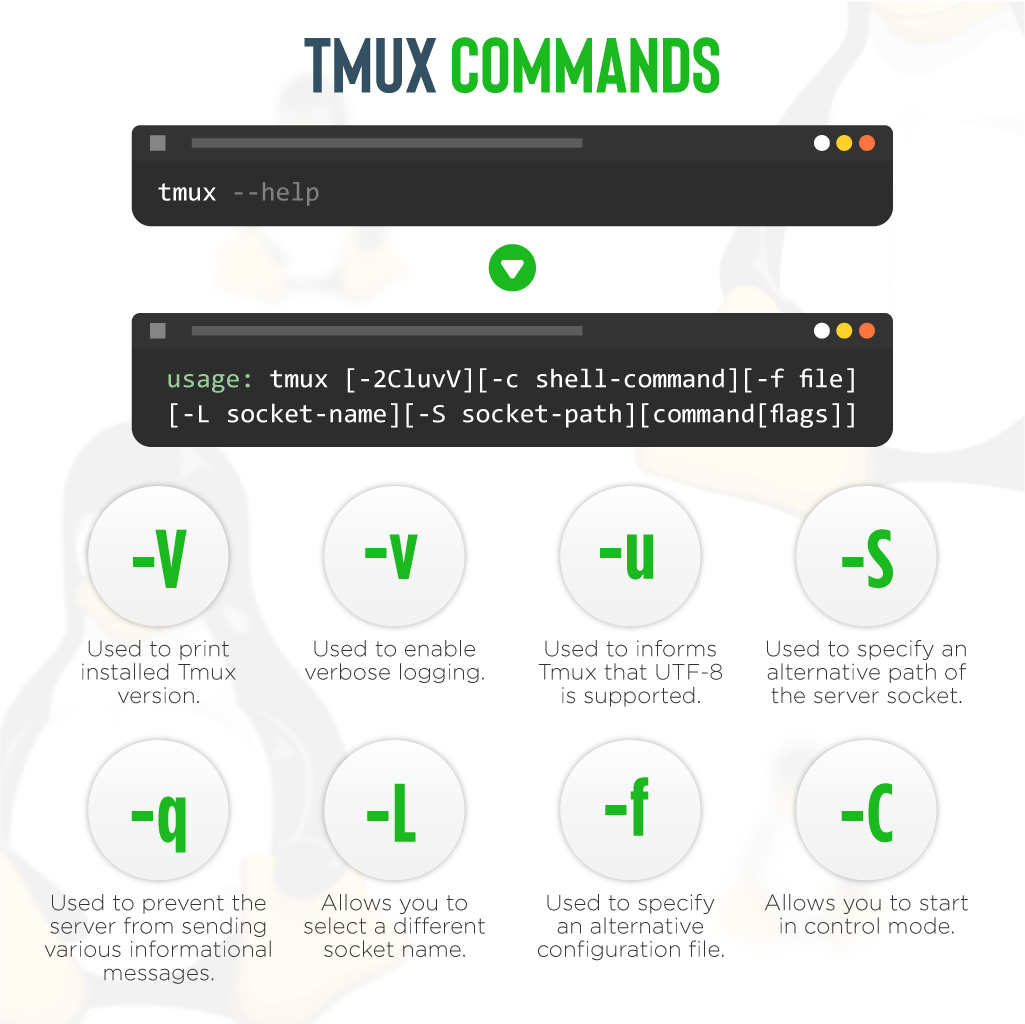 TMUX COMMANDS
tmux --help
usage: tmux [-2CluvV][-c shell-command][-f file]
[-L socket-name][-S socket-path][command[flags]]
-V
Used to print
installed Tmux
version.
-v
Used to enable
verbose logging.
-u
Used to informs
Tmux that UTF-8
is supported.
-S
Used to specify an
alternative path of
the server socket.
-q
Used to prevent the
server from sending
various informational
messages.
-L
Allows you to
select a different
socket name.
-f
Used to specify
an alternative
configuration file.
-C
Allows you to start
in control mode.